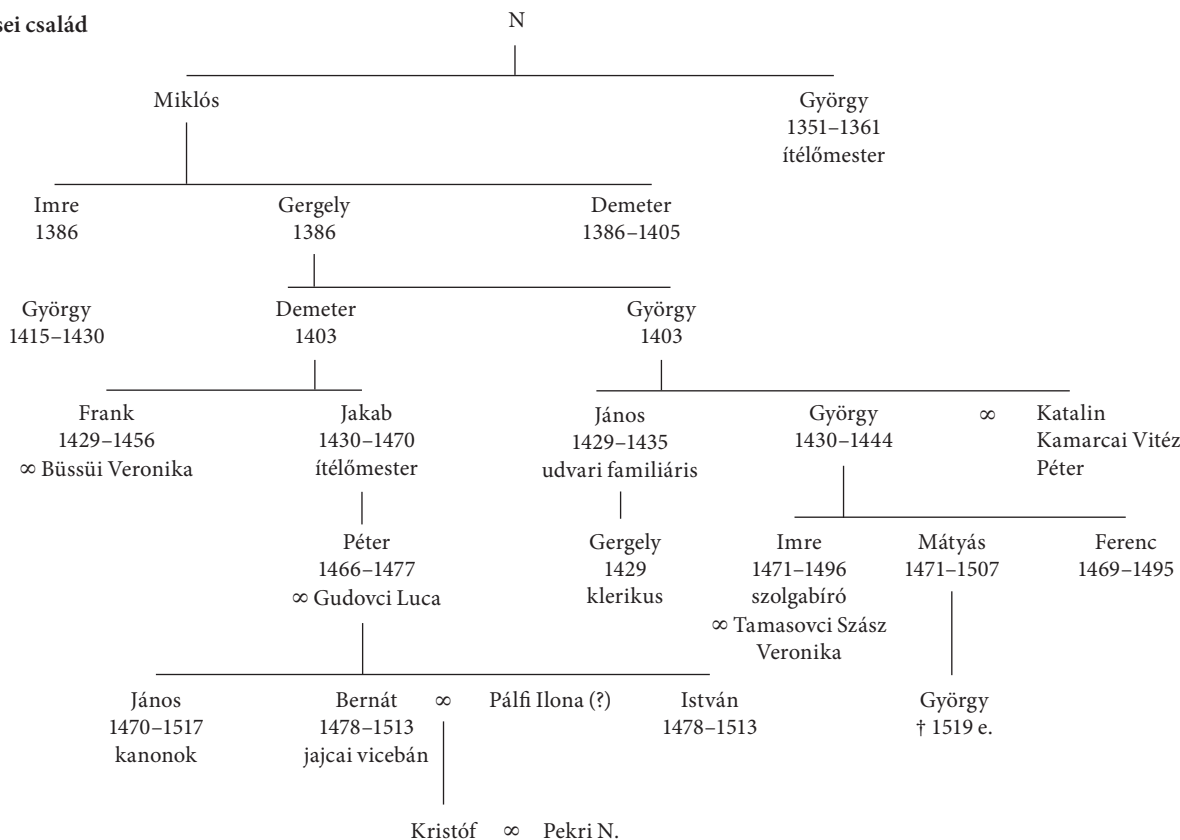 sei család
N
Miklós György
1351–1361
ítélőmester
Imre Gergely Demeter
1386 1386 1386–1405
György Demeter György
1415–1430 1403 1403
Frank Jakab János György ∞ Katalin
1429–1456 1430–1470 1429–1435 1430–1444 Kamarcai Vitéz
∞ Büssüi Veronika ítélőmester udvari familiáris Péter
Péter Gergely Imre Mátyás Ferenc
1466–1477 1429 1471–1496 1471–1507 1469–1495
∞ Gudovci Luca klerikus szolgabíró
∞ Tamasovci Szász
Veronika
János Bernát ∞ Pálfi Ilona (?) István György
1470–1517 1478–1513 1478–1513 † 1519 e.
kanonok jajcai vicebán
Kristóf ∞ Pekri N.